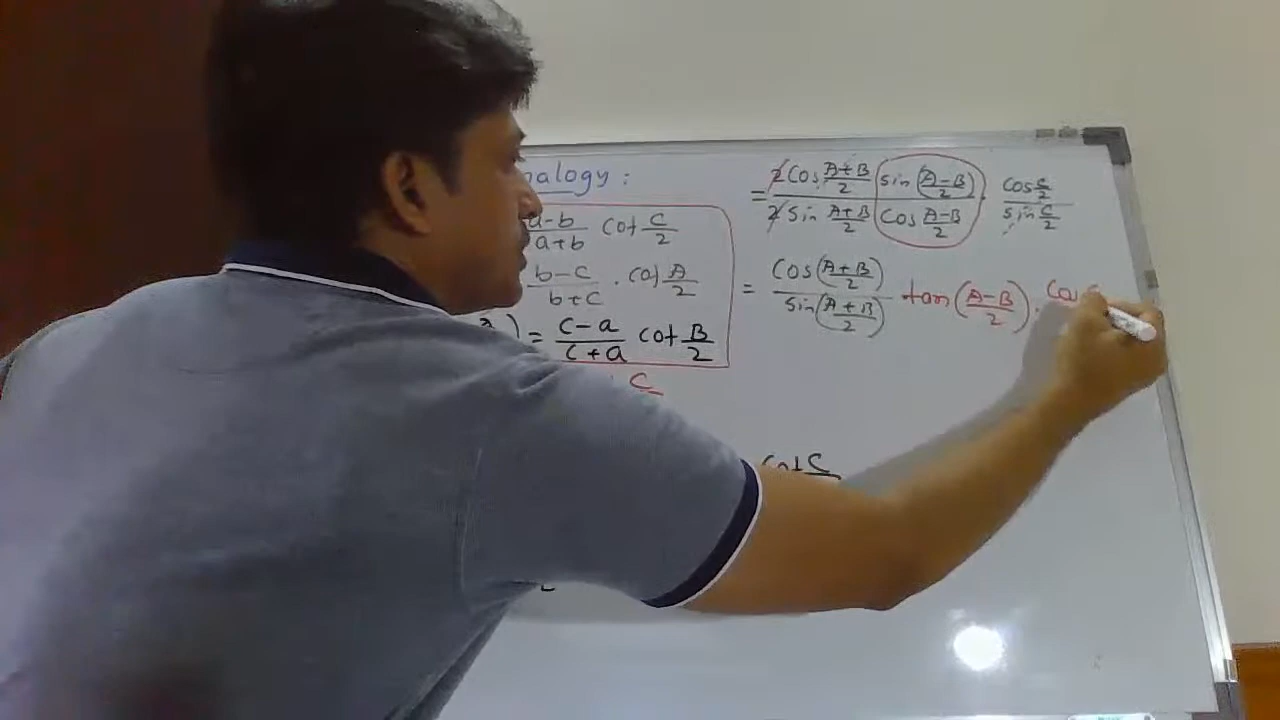 nalogy :
a-b/a+b Cot C/2
b-c/b+c . cot A/2
) = c-a/c+a cot B/2
C
Cot C
= 2 Cos A+B/2 sin (A-B)/2 / 2 Sin A+B/2 Cos A-B/2 . Cos C/2 / sin C/2
= Cos (A+B/2) / sin (A+B/2) tan (A-B/2) .